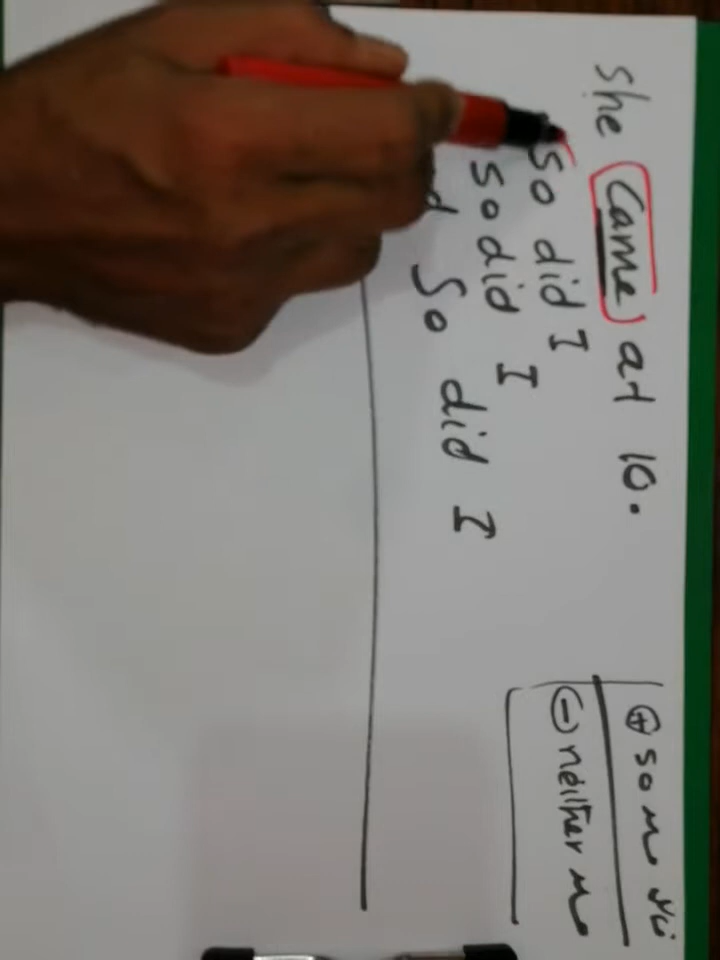 she came at 10.
so did I
so did I
So did I
+ so
- neither